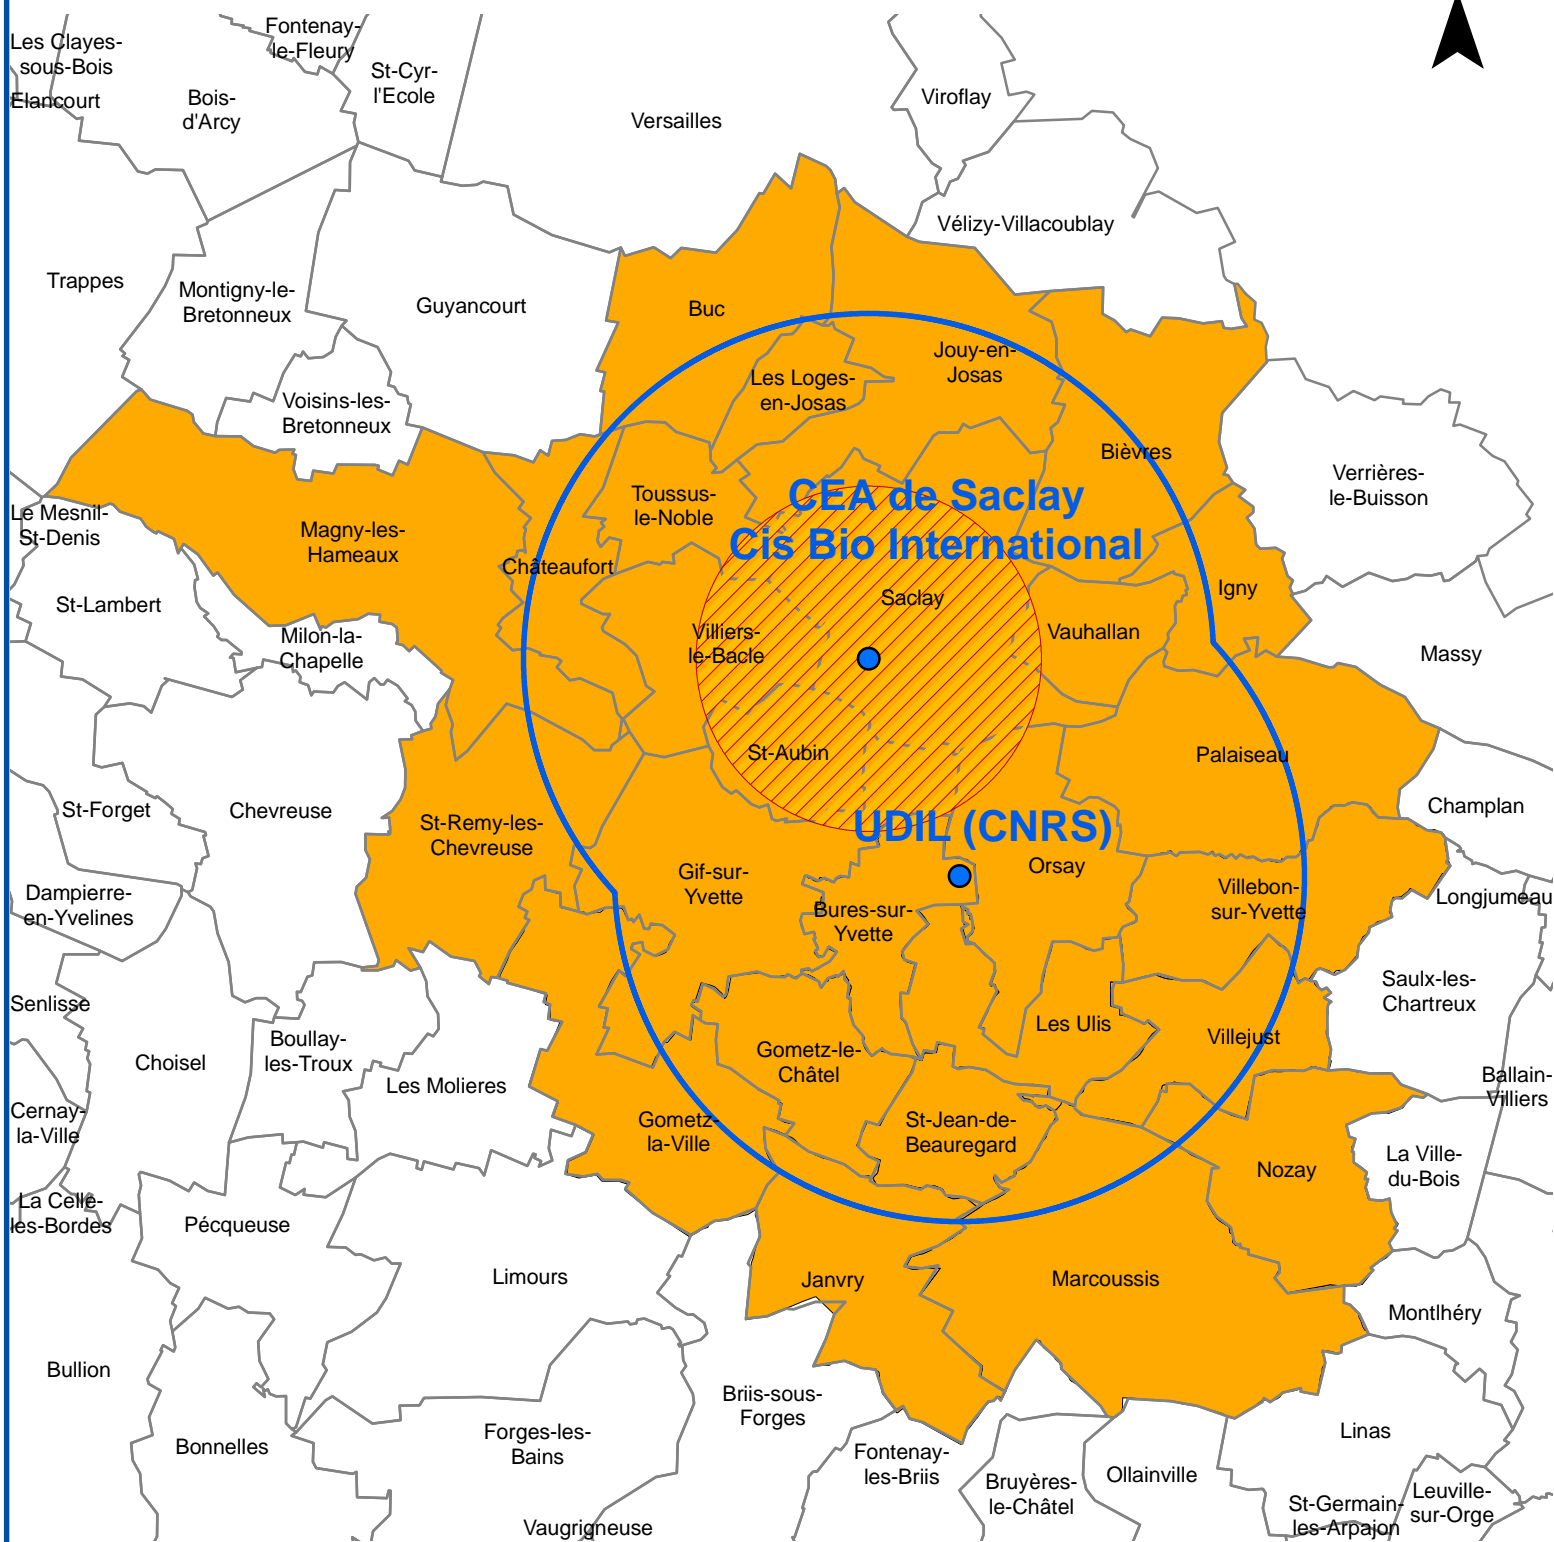 Fontenay-
le-Fleury
Les Clayes-
sous-Bois
St-Cyr-
l'Ecole
Elancourt
Bois-
d'Arcy
Viroflay
Versailles
Vélizy-Villacoublay
Trappes
Montigny-le-
Bretonneux
Guyancourt
Buc
Jouy-en-
Josas
Les Loges-
en-Josas
Voisins-les-
Bretonneux
Bièvres
Verrières-
le-Buisson
Toussus-
le-Noble
CEA de Saclay
Cis Bio International
Le Mesnil-
St-Denis
Magny-les-
Hameaux
Châteaufort
Igny
Saclay
St-Lambert
Milon-la-
Chapelle
Villiers-
le-Bacle
Vauhallan
Massy
St-Aubin
Palaiseau
St-Forget
Chevreuse
St-Remy-les-
Chevreuse
UDIL (CNRS)
Champlan
Orsay
Gif-sur-
Yvette
Villebon-
sur-Yvette
Dampierre-
en-Yvelines
Bures-sur-
Yvette
Longjumeau
Senlisse
Saulx-les-
Chartreux
Choisel
Boullay-
les-Troux
Les Ulis
Villejust
Gometz-le-
Châtel
Les Molieres
Ballain-
Villiers
Cernay-
la-Ville
Gometz-
la-Ville
St-Jean-de-
Beauregard
Nozay
La Ville-
du-Bois
La Celle-
les-Bordes
Pécqueuse
Limours
Janvry
Marcoussis
Montlhéry
Bullion
Briis-sous-
Forges
Bonnelles
Forges-les-
Bains
Linas
Fontenay-
les-Briis
Bruyères-
le-Châtel
Ollainville
St-Germain-
les-Arpajon
Leuville-
sur-Orge
Vaugrigneuse